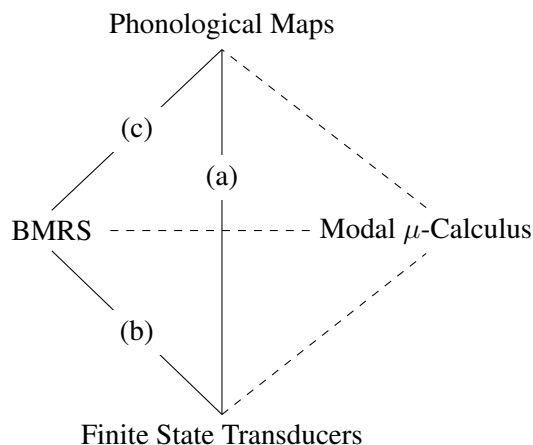 Phonological Maps
(c)
(a)
BMRS
Modal μ-Calculus
(b)
Finite State Transducers